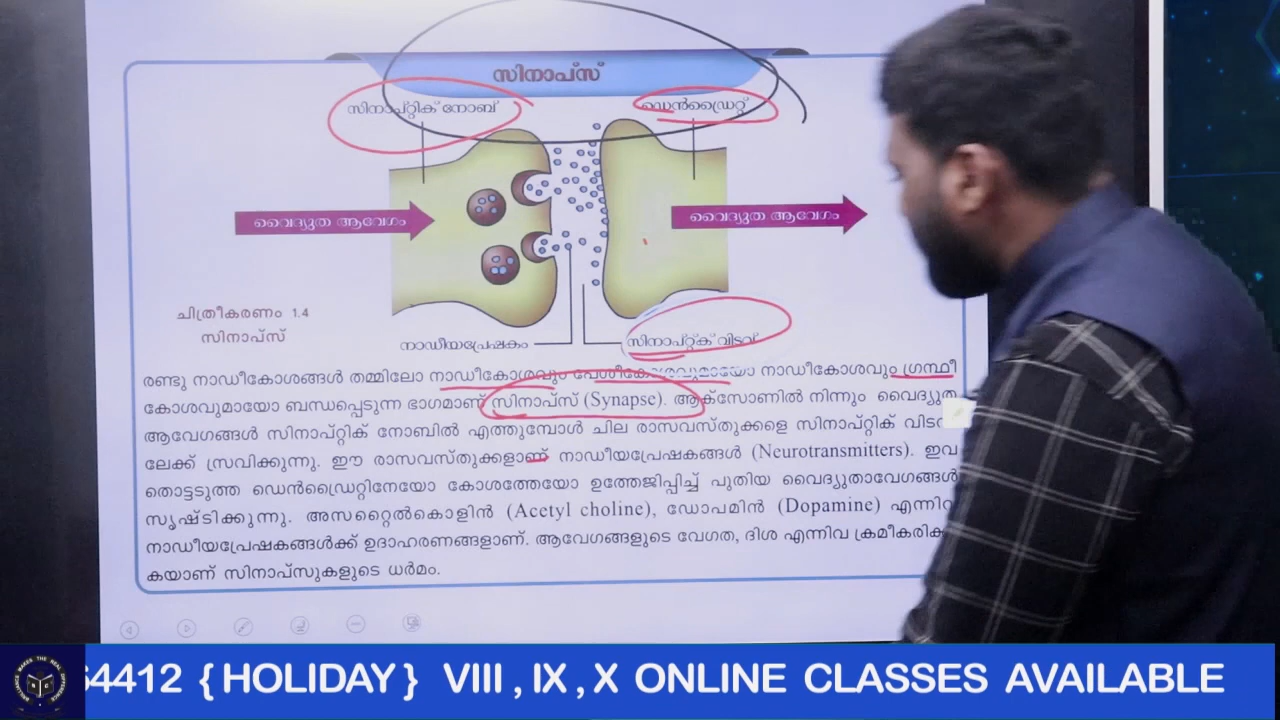 സിനാപ്സ്
സിനാപ്റ്റിക് നോബ്
ഡെൻഡ്രൈറ്റ്
വൈദ്യുത ആവേഗം
വൈദ്യുത ആവേഗം
ചിത്രീകരണം 1.4
സിനാപ്സ്
നാഡീയപ്രേഷകം
സിനാപ്റ്റിക് വിടവ്
രണ്ടു നാഡീകോശങ്ങൾ തമ്മിലോ നാഡീകോശവും പേശീകോശവുമായോ നാഡീകോശവും ഗ്രന്ഥീ
കോശവുമായോ ബന്ധപ്പെടുന്ന ഭാഗമാണ് സിനാപ്സ് (Synapse). ആക്സോണിൽ നിന്നും വൈദ്യുത
ആവേഗങ്ങൾ സിനാപ്റ്റിക് നോബിൽ എത്തുമ്പോൾ ചില രാസവസ്തുക്കളെ സിനാപ്റ്റിക്
ലേക്ക് സ്രവിക്കുന്നു. ഈ രാസവസ്തുക്കളാണ് നാഡീയപ്രേഷകങ്ങൾ (Neurotransmitters). ഇവ
തൊട്ടടുത്ത ഡെൻഡ്രൈറ്റിനേയോ കോശത്തേയോ ഉത്തേജിപ്പിച്ച് പുതിയ വൈദ്യുതാവേഗങ്ങൾ
സൃഷ്ടിക്കുന്നു. അസറ്റൈൽകൊളിൻ (Acetyl choline), ഡോപമിൻ (Dopamine) എന്നിവ
നാഡീയപ്രേഷകങ്ങൾക്ക് ഉദാഹരണങ്ങളാണ്. ആവേഗങ്ങളുടെ വേഗത, ദിശ എന്നിവ ക്രമീകരിക്ക
കയാണ് സിനാപ്സുകളുടെ ധർമം.
64412 {HOLIDAY} VIII, IX, X ONLINE CLASSES AVAILABLE